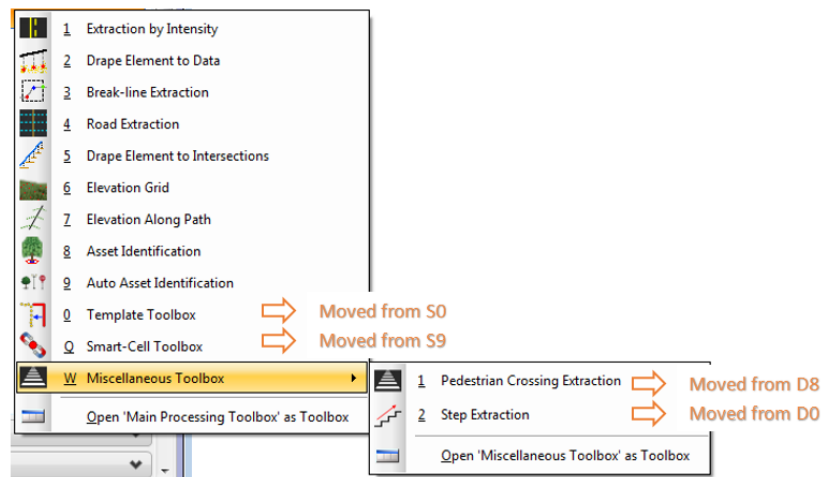 1 Extraction by Intensity
2 Drape Element to Data
3 Break-line Extraction
4 Road Extraction
5 Drape Element to Intersections
6 Elevation Grid
7 Elevation Along Path
8 Asset Identification
9 Auto Asset Identification
0 Template Toolbox Moved from S0
Q Smart-Cell Toolbox Moved from S9
W Miscellaneous Toolbox
Open 'Main Processing Toolbox' as Toolbox
1 Pedestrian Crossing Extraction Moved from D8
2 Step Extraction Moved from D0
Open 'Miscellaneous Toolbox' as Toolbox